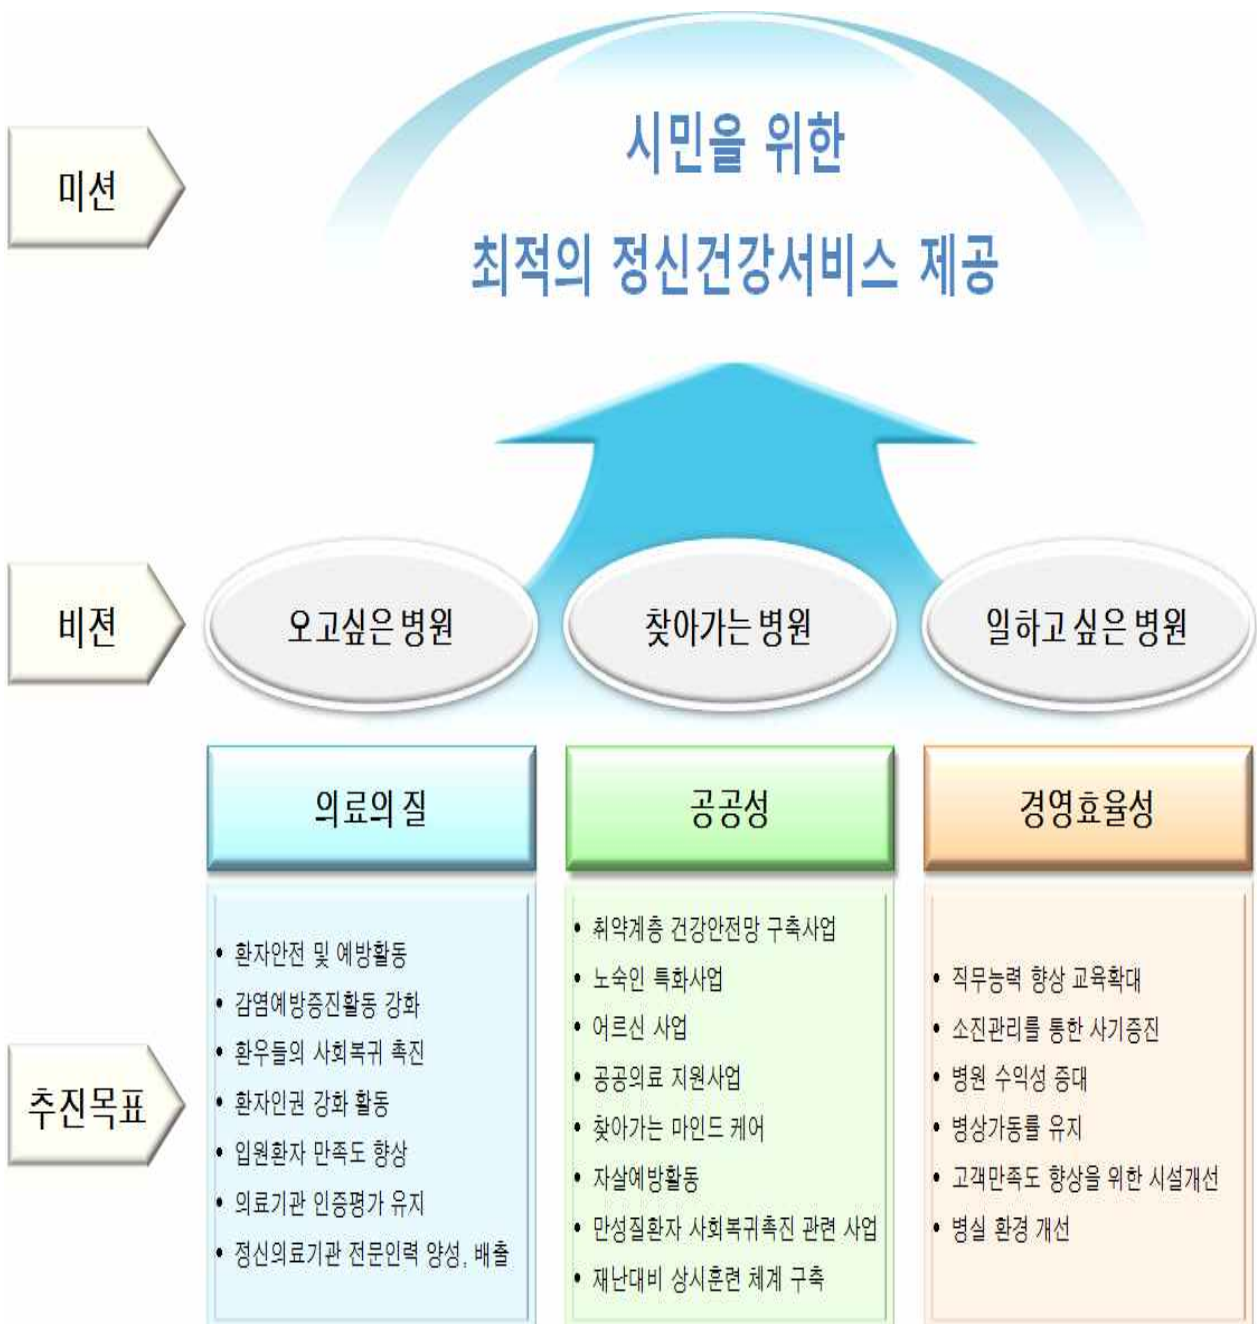 미션
시민을 위한
최적의 정신건강서비스 제공
비젼
오고싶은 병원
찾아가는 병원
일하고 싶은 병원
추진목표
의료의 질
• 환자안전 및 예방활동
• 감염예방증진활동 강화
• 환우들의 사회복귀 촉진
• 환자인권 강화 활동
• 입원환자 만족도 향상
• 의료기관 인증평가 유지
• 정신의료기관 전문인력 양성, 배출
공공성
• 취약계층 건강안전망 구축사업
• 노숙인 특화사업
• 어르신 사업
• 공공의료 지원사업
• 찾아가는 마인드 케어
• 자살예방활동
• 만성질환자 사회복귀촉진 관련 사업
• 재난대비 상시훈련 체계 구축
경영효율성
• 직무능력 향상 교육확대
• 소진관리를 통한 사기증진
• 병원 수익성 증대
• 병상가동률 유지
• 고객만족도 향상을 위한 시설개선
• 병실 환경 개선